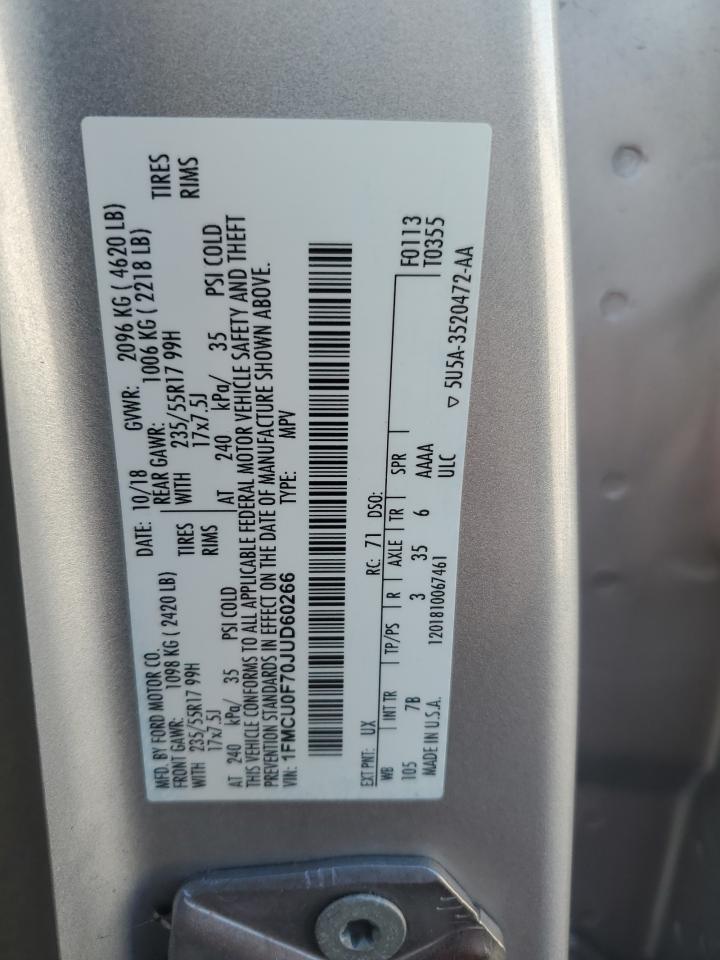 MFD. BY FORD MOTOR CO. DATE: 10/18 GVWR: 2096 KG ( 4620 LB)
FRONT GAWR: 1098 KG ( 2420 LB) REAR GAWR: 1006 KG ( 2218 LB)
WITH 235/55R17 99H TIRES WITH 235/55R17 99H TIRES
17x7.5J RIMS 17x7.5J RIMS
AT 240 kPa/ 35 PSI COLD AT 240 kPa/ 35 PSI COLD
THIS VEHICLE CONFORMS TO ALL APPLICABLE FEDERAL MOTOR VEHICLE SAFETY AND THEFT
PREVENTION STANDARDS IN EFFECT ON THE DATE OF MANUFACTURE SHOWN ABOVE.
VIN: 1FMCU0F70JUD60266 TYPE: MPV
EXT PNT: UX RC: 71 DSO:
WB INT TR TP/PS R AXLE TR SPR F0113
105 7B 3 35 6 AAAA T0355
MADE IN U.S.A. 1201810067461 ULC
▽ 5U5A-3520472-AA